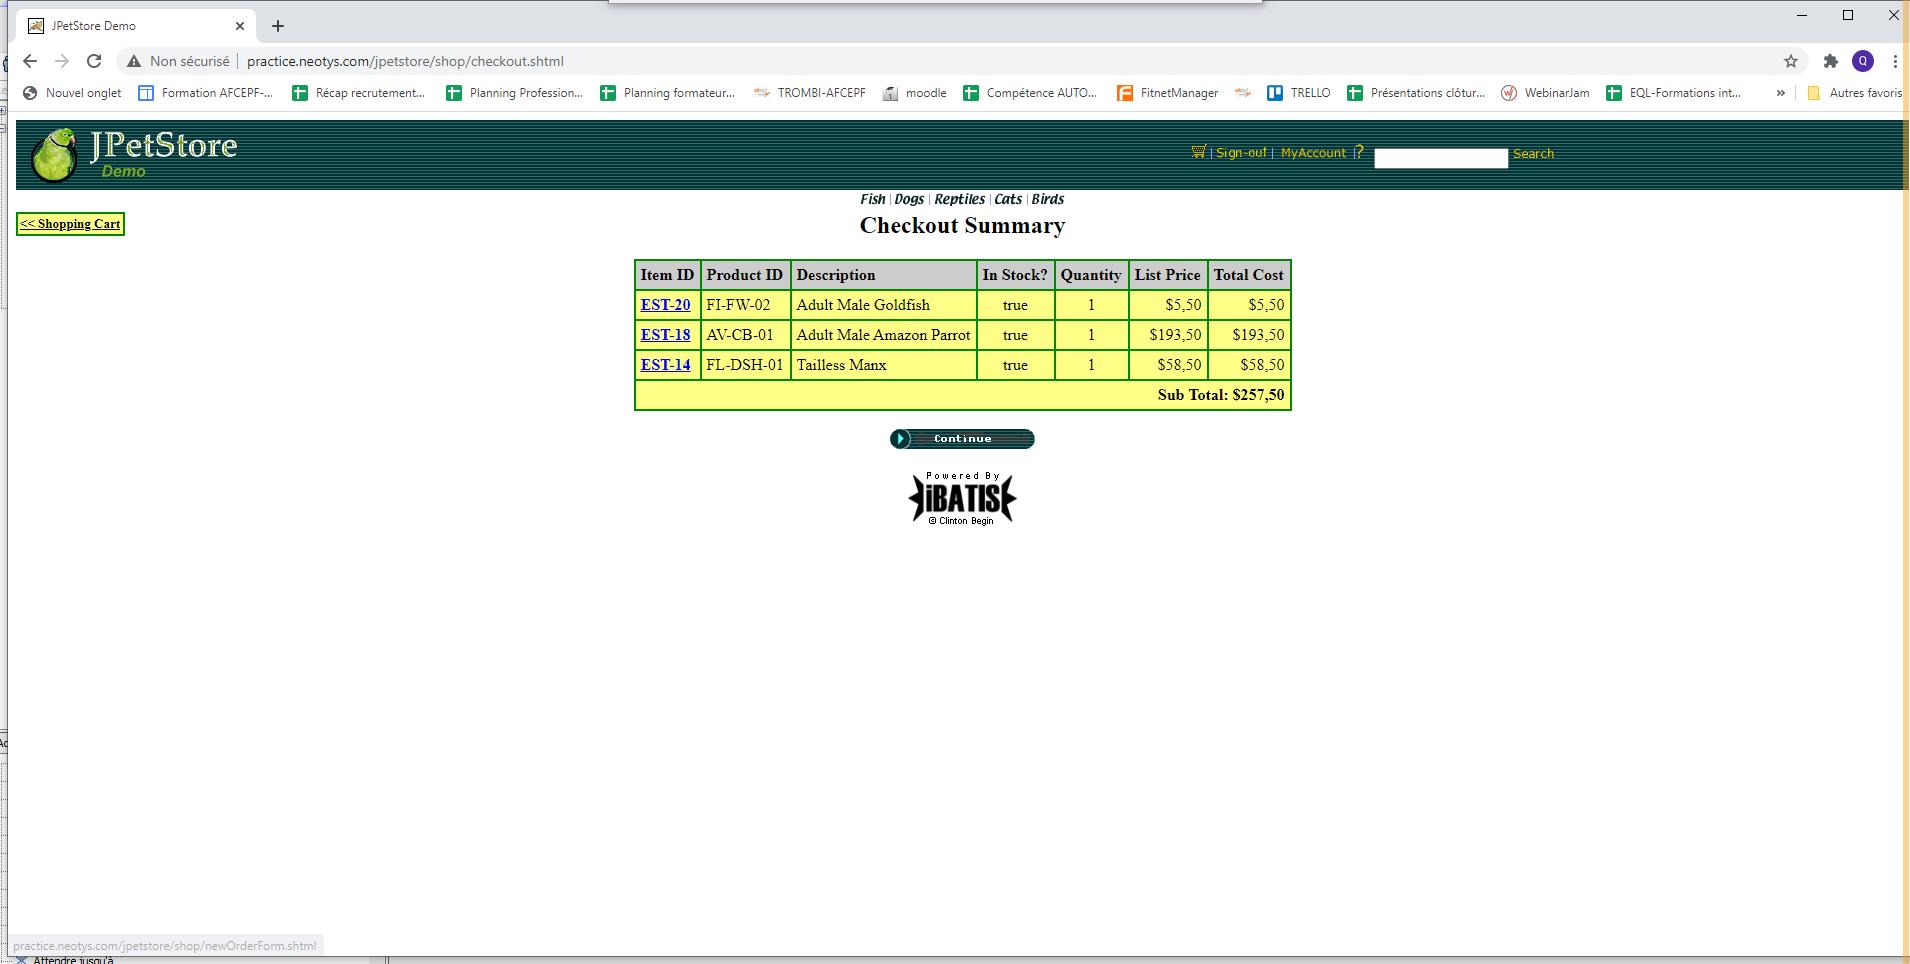 JPetStore Demo
Non sécurisé practice.neotys.com/jpetstore/shop/checkout.shtml
Q
Nouvel onglet Formation AFCEPF-... Récap recrutement... Planning Profession... Planning formateur... TROMBI-AFCEPF moodle Compétence AUTO... FitnetManager TRELLO Présentations clôtur... WebinarJam EQL-Formations int... » Autres favoris
JPetStore
Demo
| Sign-out | MyAccount | ? Search
Fish | Dogs | Reptiles | Cats | Birds
<< Shopping Cart
Checkout Summary
Item ID Product ID Description In Stock? Quantity List Price Total Cost
EST-20 FI-FW-02 Adult Male Goldfish true 1 $5,50 $5,50
EST-18 AV-CB-01 Adult Male Amazon Parrot true 1 $193,50 $193,50
EST-14 FL-DSH-01 Tailless Manx true 1 $58,50 $58,50
Sub Total: $257,50
Continue
Powered By
iBATIS
© Clinton Begin
practice.neotys.com/jpetstore/shop/newOrderForm.shtml
Attendre jusqu'à